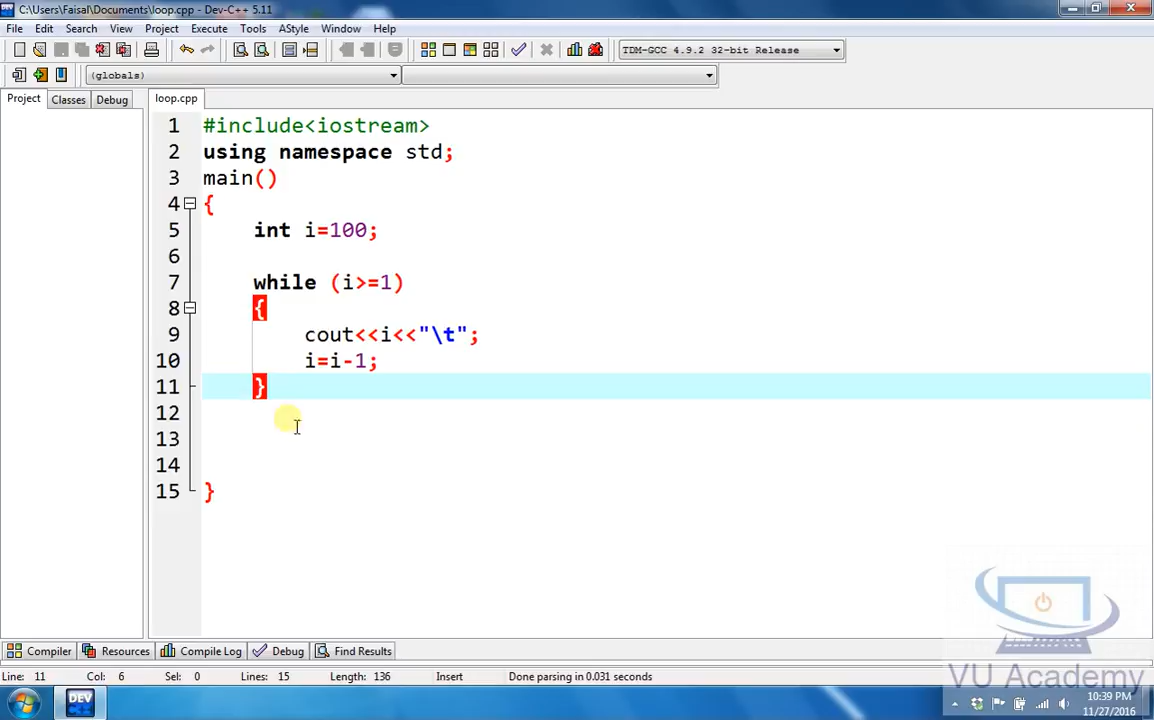 C:\Users\Faisal\Documents\loop.cpp - Dev-C++ 5.11
File Edit Search View Project Execute Tools AStyle Window Help
TDM-GCC 4.9.2 32-bit Release
(globals)
Project Classes Debug loop.cpp
1 #include<iostream>
2 using namespace std;
3 main()
4 {
5 int i=100;
6
7 while (i>=1)
8 {
9 cout<<i<<"\t";
10 i=i-1;
11 }
12
13
14
15 }
Compiler Resources Compile Log Debug Find Results
Line: 11 Col: 6 Sel: 0 Lines: 15 Length: 136 Insert Done parsing in 0.031 seconds
VU Academy
DEV
10:39 PM
11/27/2016